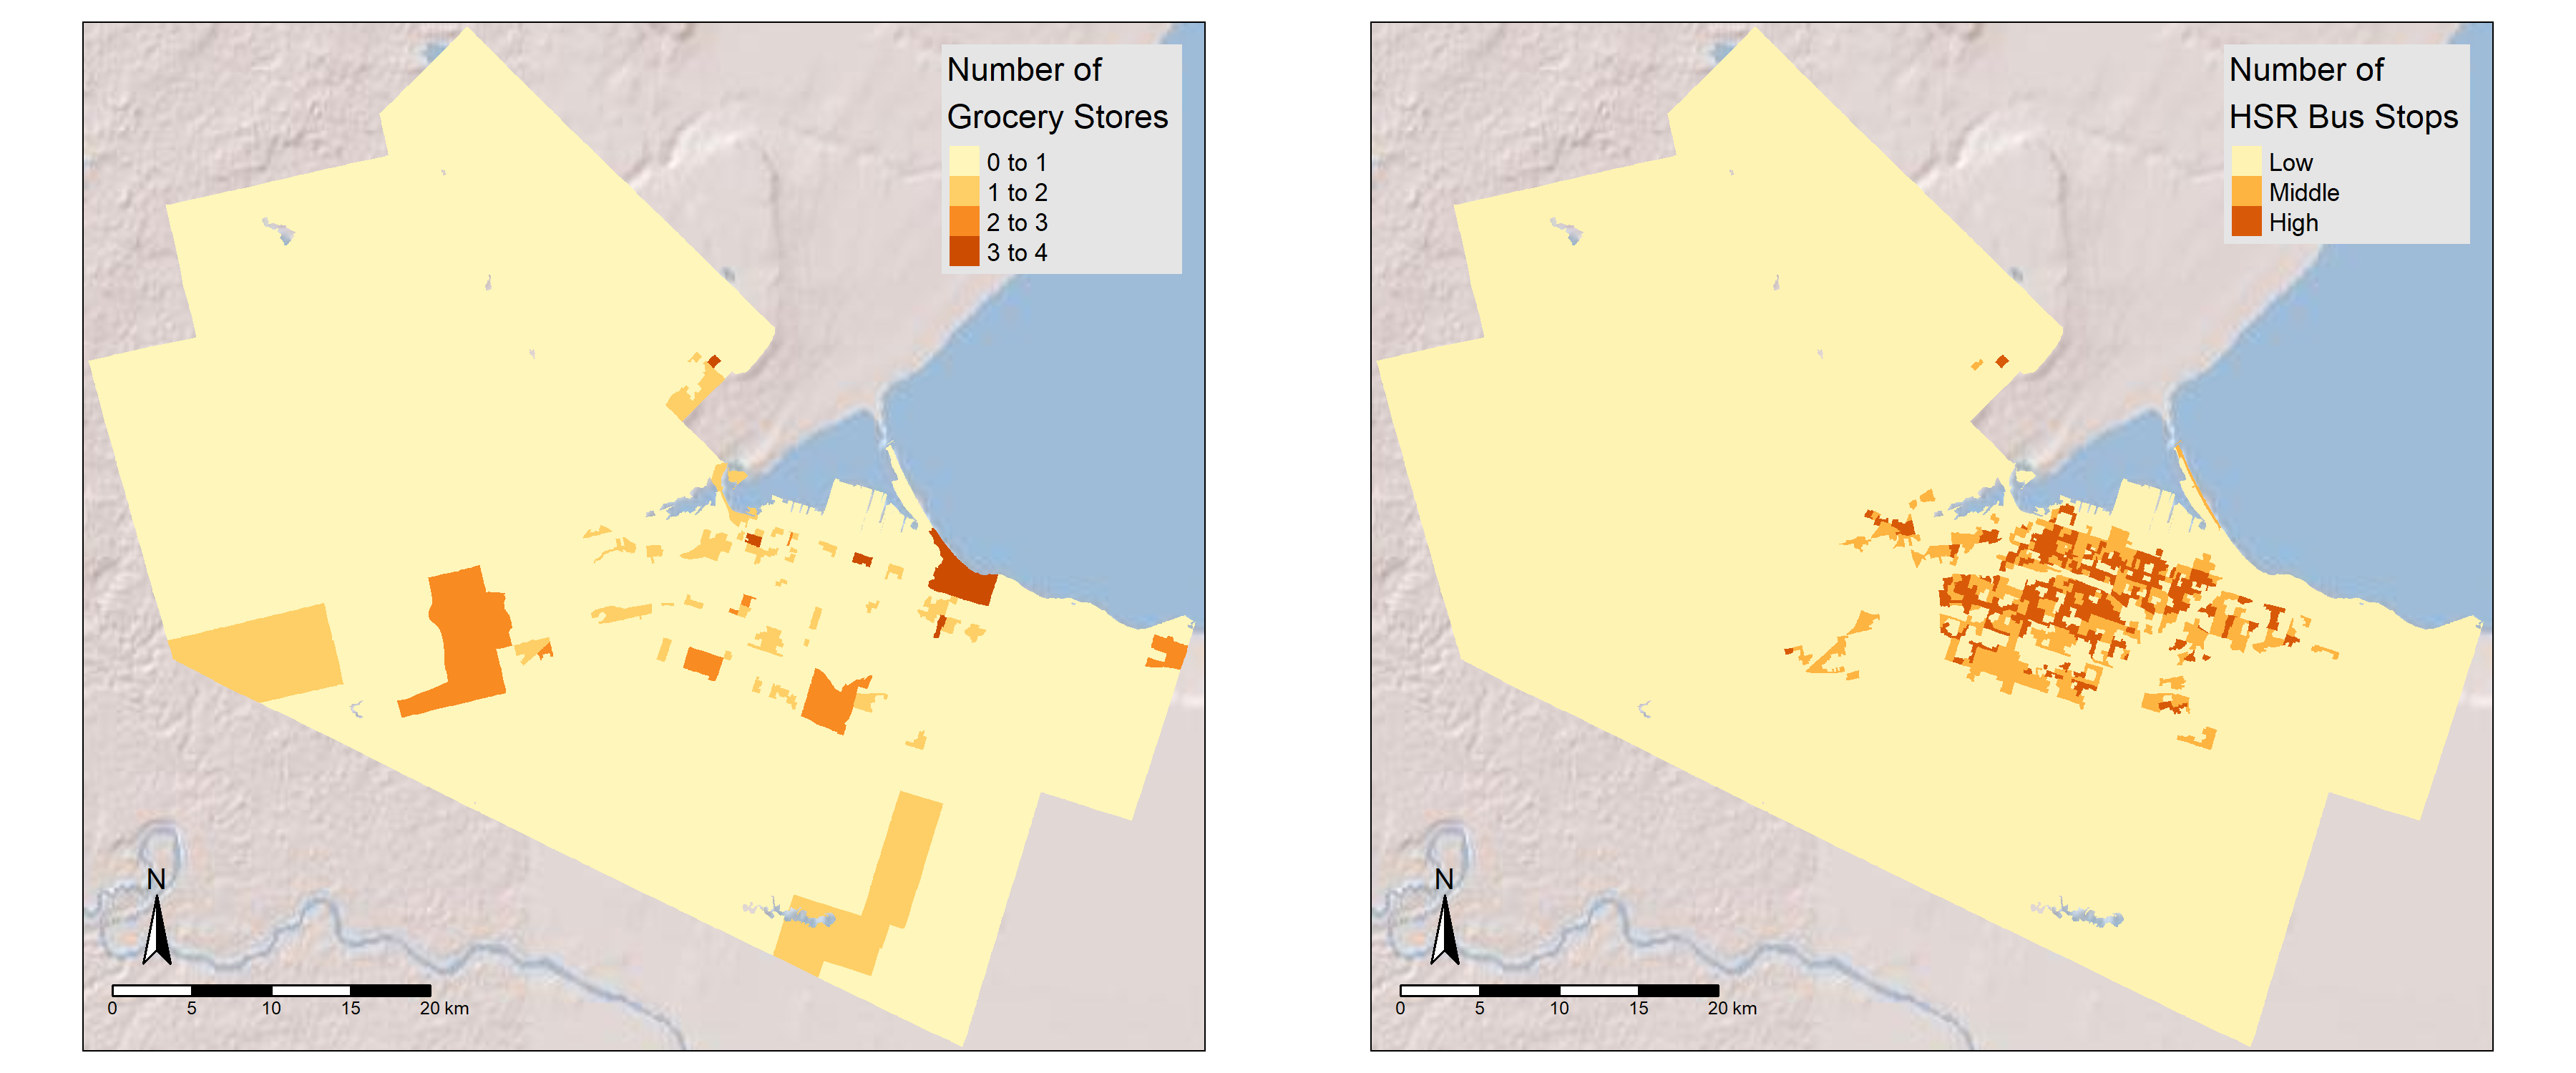 Number of
Grocery Stores
0 to 1
1 to 2
2 to 3
3 to 4
N
0 5 10 15 20 km
Number of
HSR Bus Stops
Low
Middle
High
N
0 5 10 15 20 km